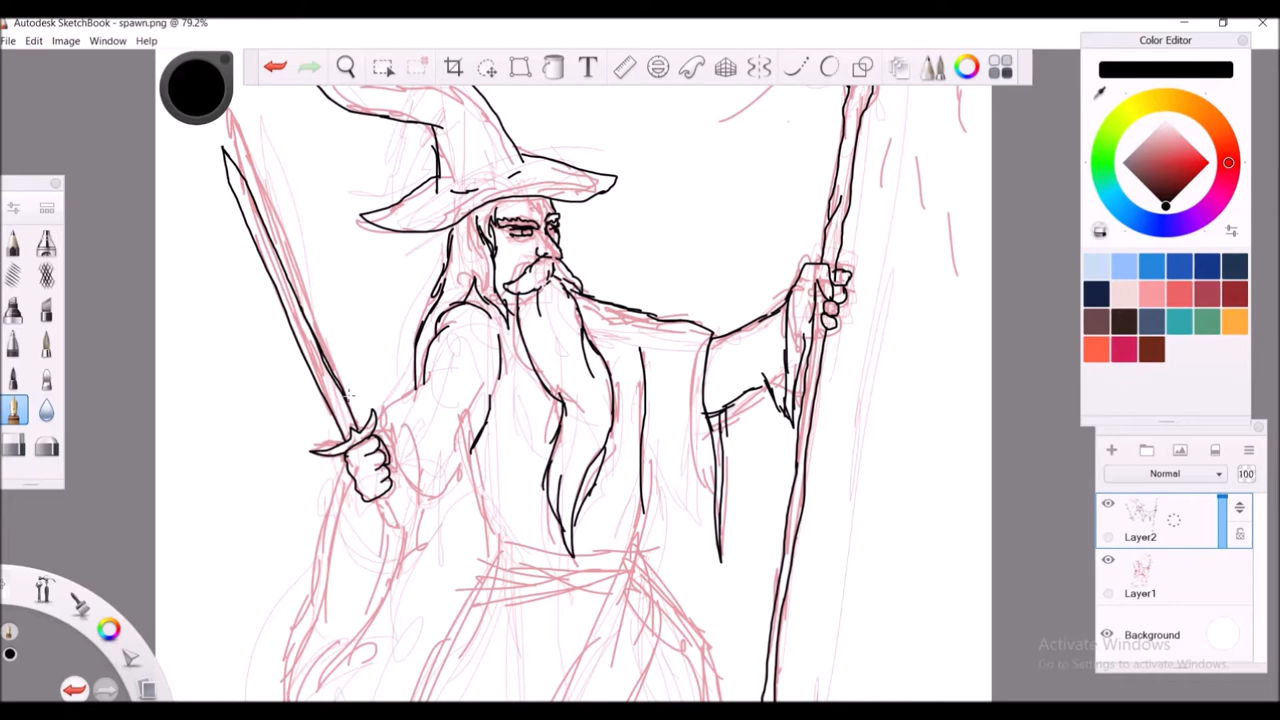 Autodesk SketchBook - spawn.png @ 79.2%
File Edit Image Window Help
T
Color Editor
Normal
100
Layer2
Layer1
Background
Activate Windows
Go to Settings to activate Windows.